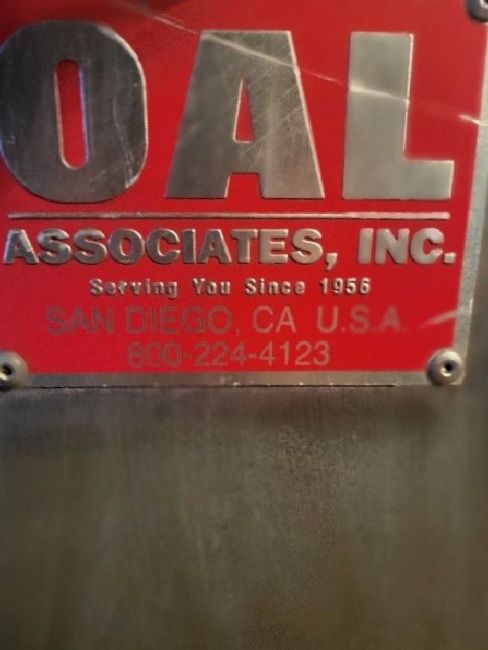 OAL
ASSOCIATES, INC.
Serving You Since 1956
SAN DIEGO, CA U.S.A.
800-224-4123